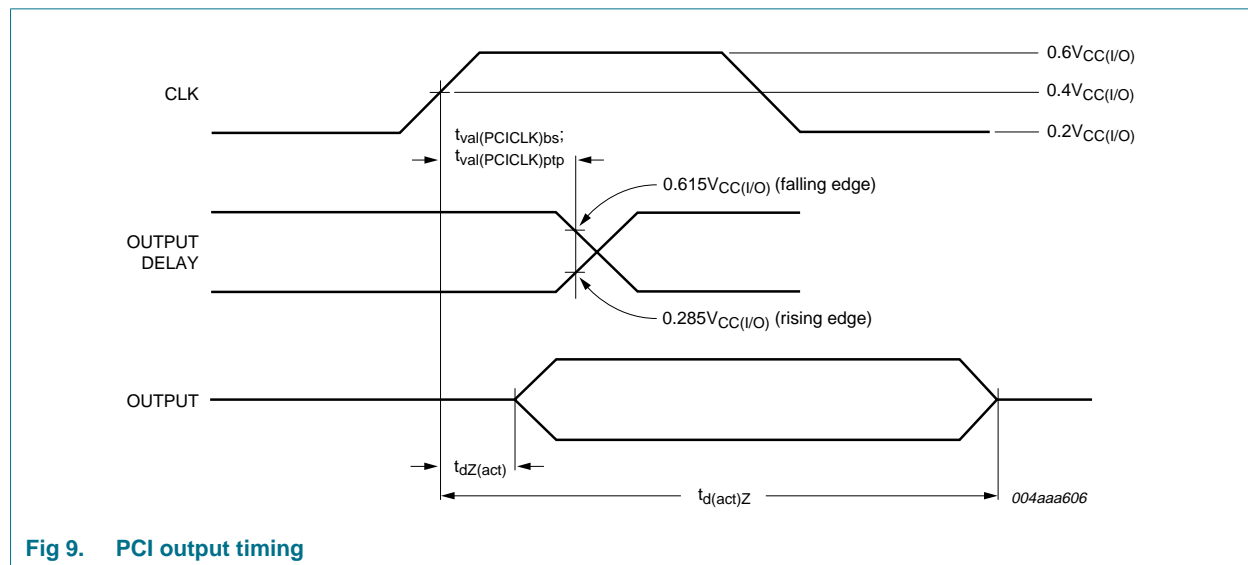 CLK
0.6VCC(I/O)
0.4VCC(I/O)
0.2VCC(I/O)
tval(PCICLK)bs;
tval(PCICLK)ptp
0.615VCC(I/O) (falling edge)
OUTPUT
DELAY
0.285VCC(I/O) (rising edge)
OUTPUT
tdZ(act)
td(act)Z
004aaa606
Fig 9. PCI output timing